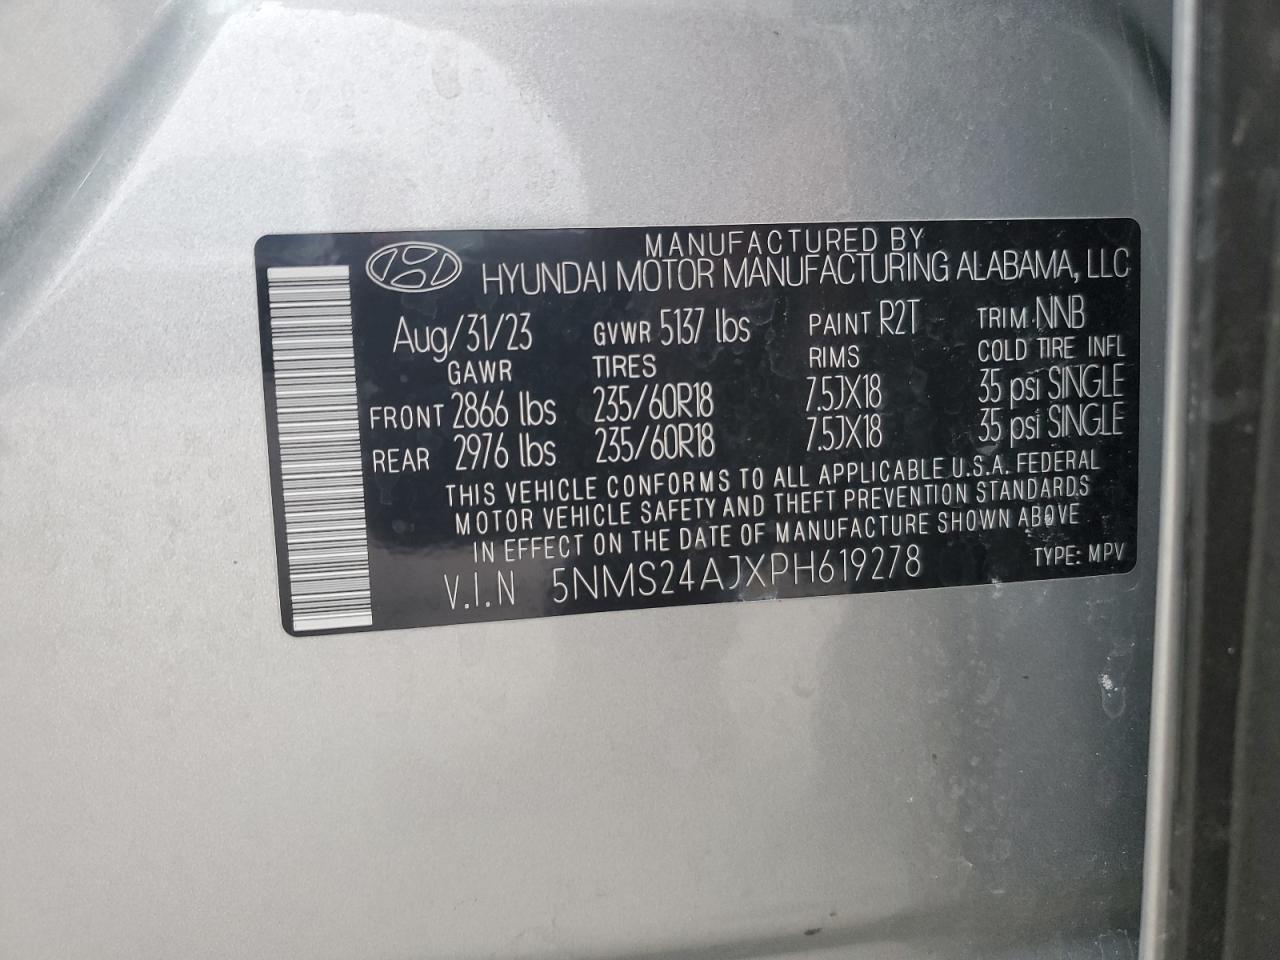 MANUFACTURED BY
HYUNDAI MOTOR MANUFACTURING ALABAMA, LLC
Aug/31/23 GVWR 5137 lbs PAINT R2T TRIM NNB
GAWR TIRES RIMS COLD TIRE INFL
FRONT 2866 lbs 235/60R18 7.5JX18 35 psi SINGLE
REAR 2976 lbs 235/60R18 7.5JX18 35 psi SINGLE
THIS VEHICLE CONFORMS TO ALL APPLICABLE U.S.A. FEDERAL
MOTOR VEHICLE SAFETY AND THEFT PREVENTION STANDARDS
IN EFFECT ON THE DATE OF MANUFACTURE SHOWN ABOVE
V.I.N 5NMS24AJXPH619278 TYPE: MPV